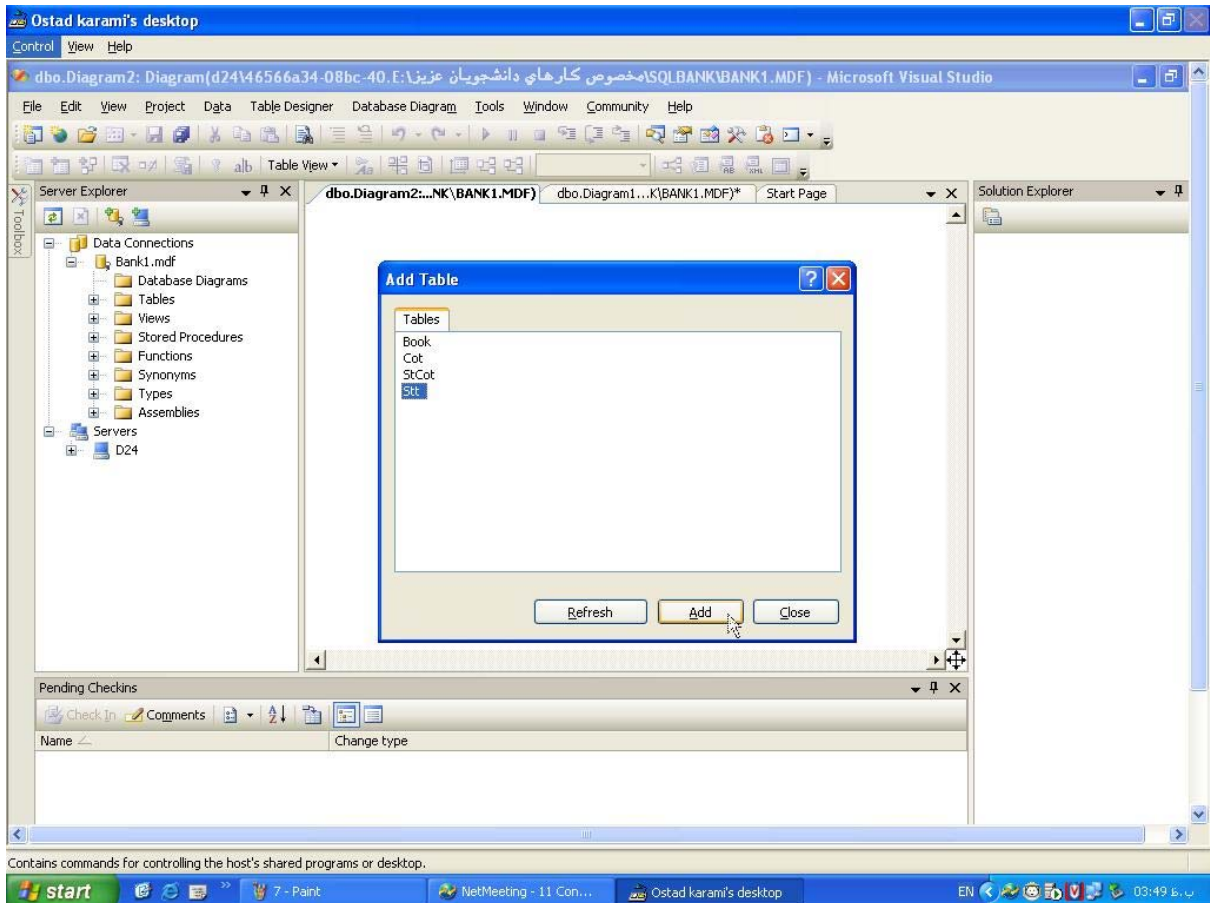 Ostad karami's desktop
Control View Help
dbo.Diagram2: Diagram(d24\46566a34-08bc-40.E:\مخصوص کارهاي دانشجويان عزيز\SQLBANK\BANK1.MDF) - Microsoft Visual Studio
File Edit View Project Data Table Designer Database Diagram Tools Window Community Help
alb Table View
Server Explorer
dbo.Diagram2:...NK\BANK1.MDF) dbo.Diagram1...K\BANK1.MDF)* Start Page
Solution Explorer
Toolbox
Data Connections
Bank1.mdf
Database Diagrams
Tables
Views
Stored Procedures
Functions
Synonyms
Types
Assemblies
Servers
D24
Add Table
Tables
Book
Cot
StCot
Stt
Refresh Add Close
Pending Checkins
Check In Comments
Name Change type
Contains commands for controlling the host's shared programs or desktop.
start 7 - Paint NetMeeting - 11 Con... Ostad karami's desktop EN 03:49 ب.ظ